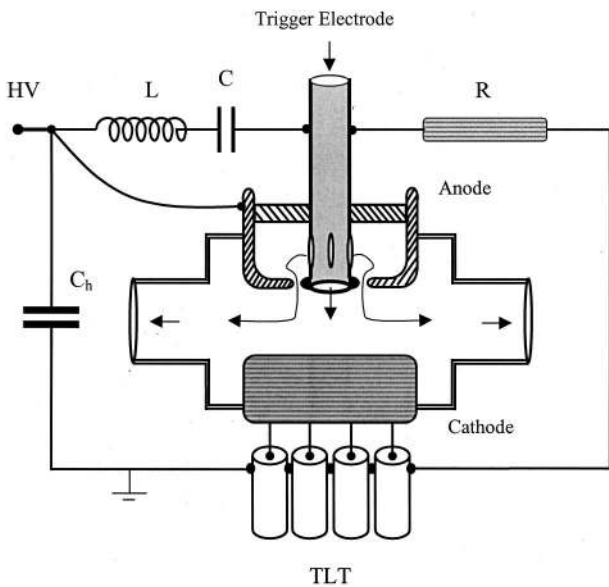 Trigger Electrode
HV
L
C
R
Anode
Cₕ
Cathode
TLT